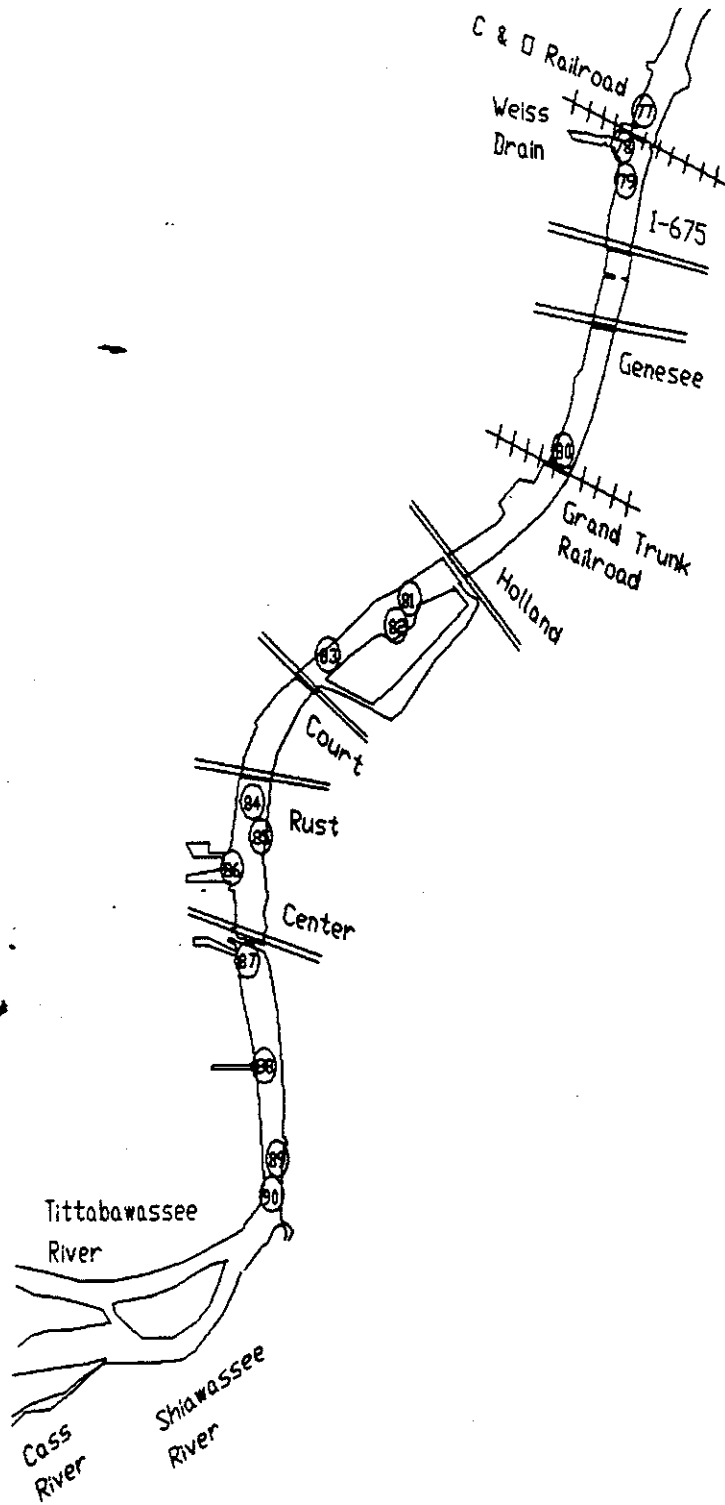 C & O Railroad
77
Weiss
Drain
78
79
I-675
Genesee
80
Grand Trunk
Railroad
Holland
81
82
83
Court
84
Rust
85
86
Center
87
88
89
90
Tittabawassee
River
Shiawassee
River
Cass
River